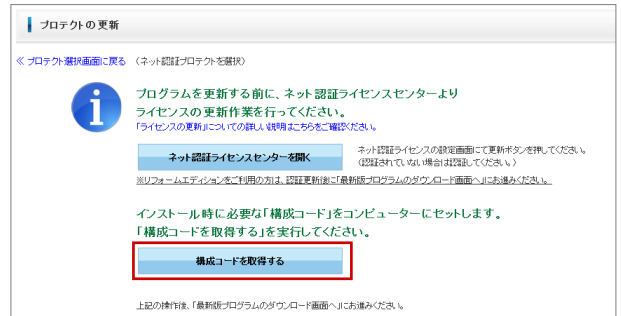 プロテクトの更新
≪ プロテクト選択画面に戻る （ネット認証プロテクトを選択）
プログラムを更新する前に、ネット認証ライセンスセンターより
ライセンスの更新作業を行ってください。
「ライセンスの更新」についての詳しい説明はこちらをご確認ください。
ネット認証ライセンスセンターを開く
ネット認証ライセンスの設定画面にて更新ボタンを押してください。
（認証されていない場合は認証してください。）
※リフォームエディションをご利用の方は、認証更新後に「最新版プログラムのダウンロード画面へ」にお進みください。
インストール時に必要な「構成コード」をコンピューターにセットします。
「構成コードを取得する」を実行してください。
構成コードを取得する
上記の操作後、「最新版プログラムのダウンロード画面へ」にお進みください。